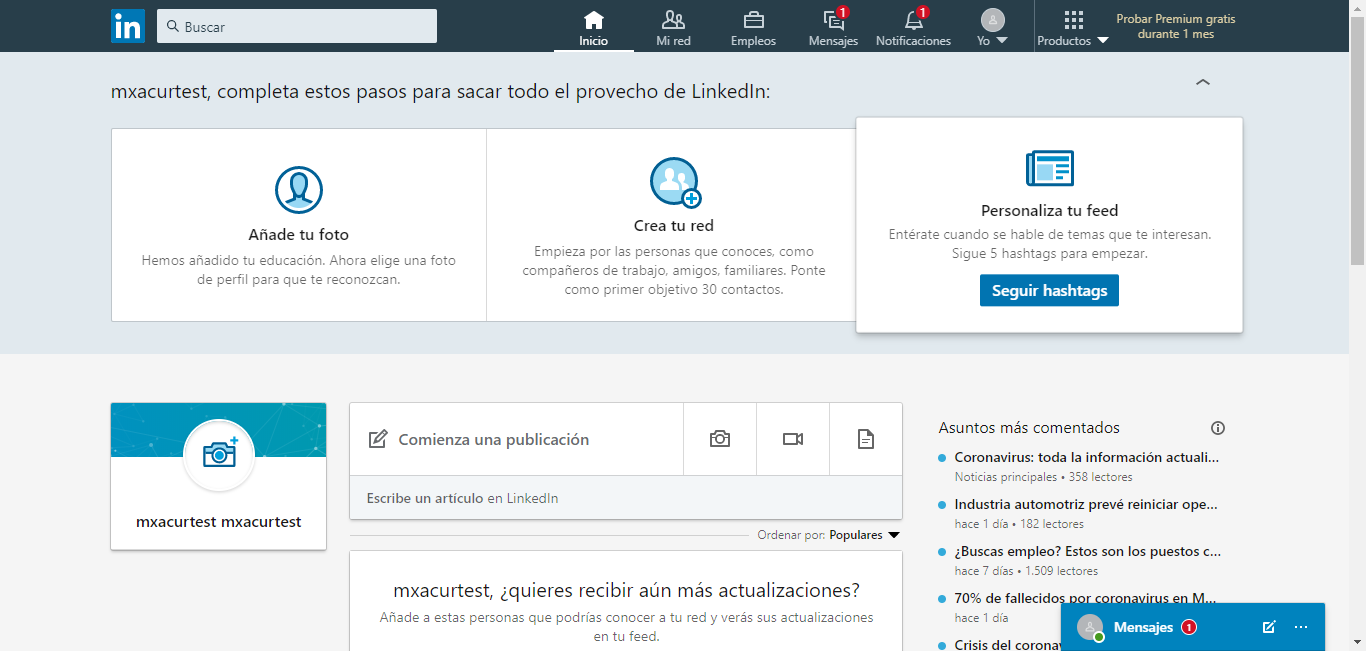 in
Buscar
Inicio
Mi red
Empleos
1
Mensajes
1
Notificaciones
Yo
Productos
Probar Premium gratis
durante 1 mes
mxacurtest, completa estos pasos para sacar todo el provecho de LinkedIn:
Añade tu foto
Hemos añadido tu educación. Ahora elige una foto
de perfil para que te reconozcan.
Crea tu red
Empieza por las personas que conoces, como
compañeros de trabajo, amigos, familiares. Ponte
como primer objetivo 30 contactos.
Personaliza tu feed
Entérate cuando se hable de temas que te interesan.
Sigue 5 hashtags para empezar.
Seguir hashtags
mxacurtest mxacurtest
Comienza una publicación
Escribe un artículo en LinkedIn
Ordenar por: Populares
mxacurtest, ¿quieres recibir aún más actualizaciones?
Añade a estas personas que podrías conocer a tu red y verás sus actualizaciones
en tu feed.
Asuntos más comentados
Coronavirus: toda la información actuali...
Noticias principales • 358 lectores
Industria automotriz prevé reiniciar ope...
hace 1 día • 182 lectores
¿Buscas empleo? Estos son los puestos c...
hace 7 días • 1.509 lectores
70% de fallecidos por coronavirus en M...
hace 1 día
Crisis del corona
Mensajes 1